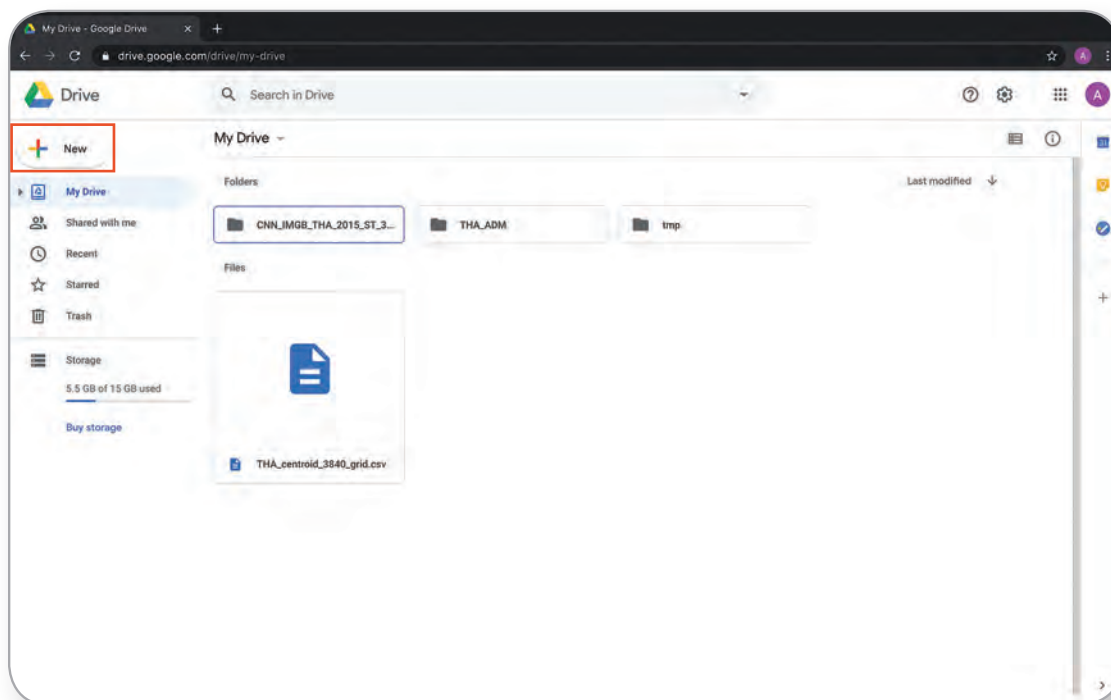 My Drive - Google Drive
drive.google.com/drive/my-drive
A
Drive
Search in Drive
A
New
My Drive
My Drive
Folders
Last modified
Shared with me
CNN_IMGB_THA_2015_ST_3...
THA_ADM
tmp
Recent
Files
Starred
Trash
Storage
5.5 GB of 15 GB used
Buy storage
THA_centroid_3840_grid.csv